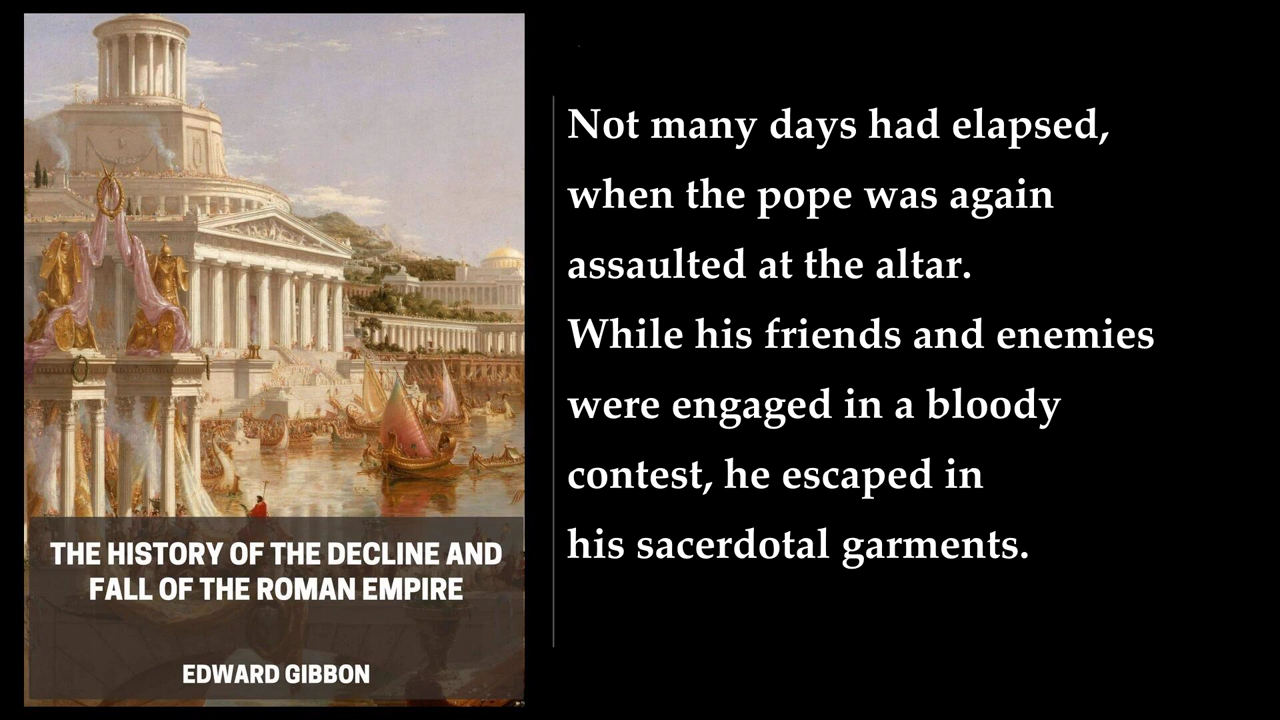 THE HISTORY OF THE DECLINE AND
FALL OF THE ROMAN EMPIRE
EDWARD GIBBON
Not many days had elapsed,
when the pope was again
assaulted at the altar.
While his friends and enemies
were engaged in a bloody
contest, he escaped in
his sacerdotal garments.